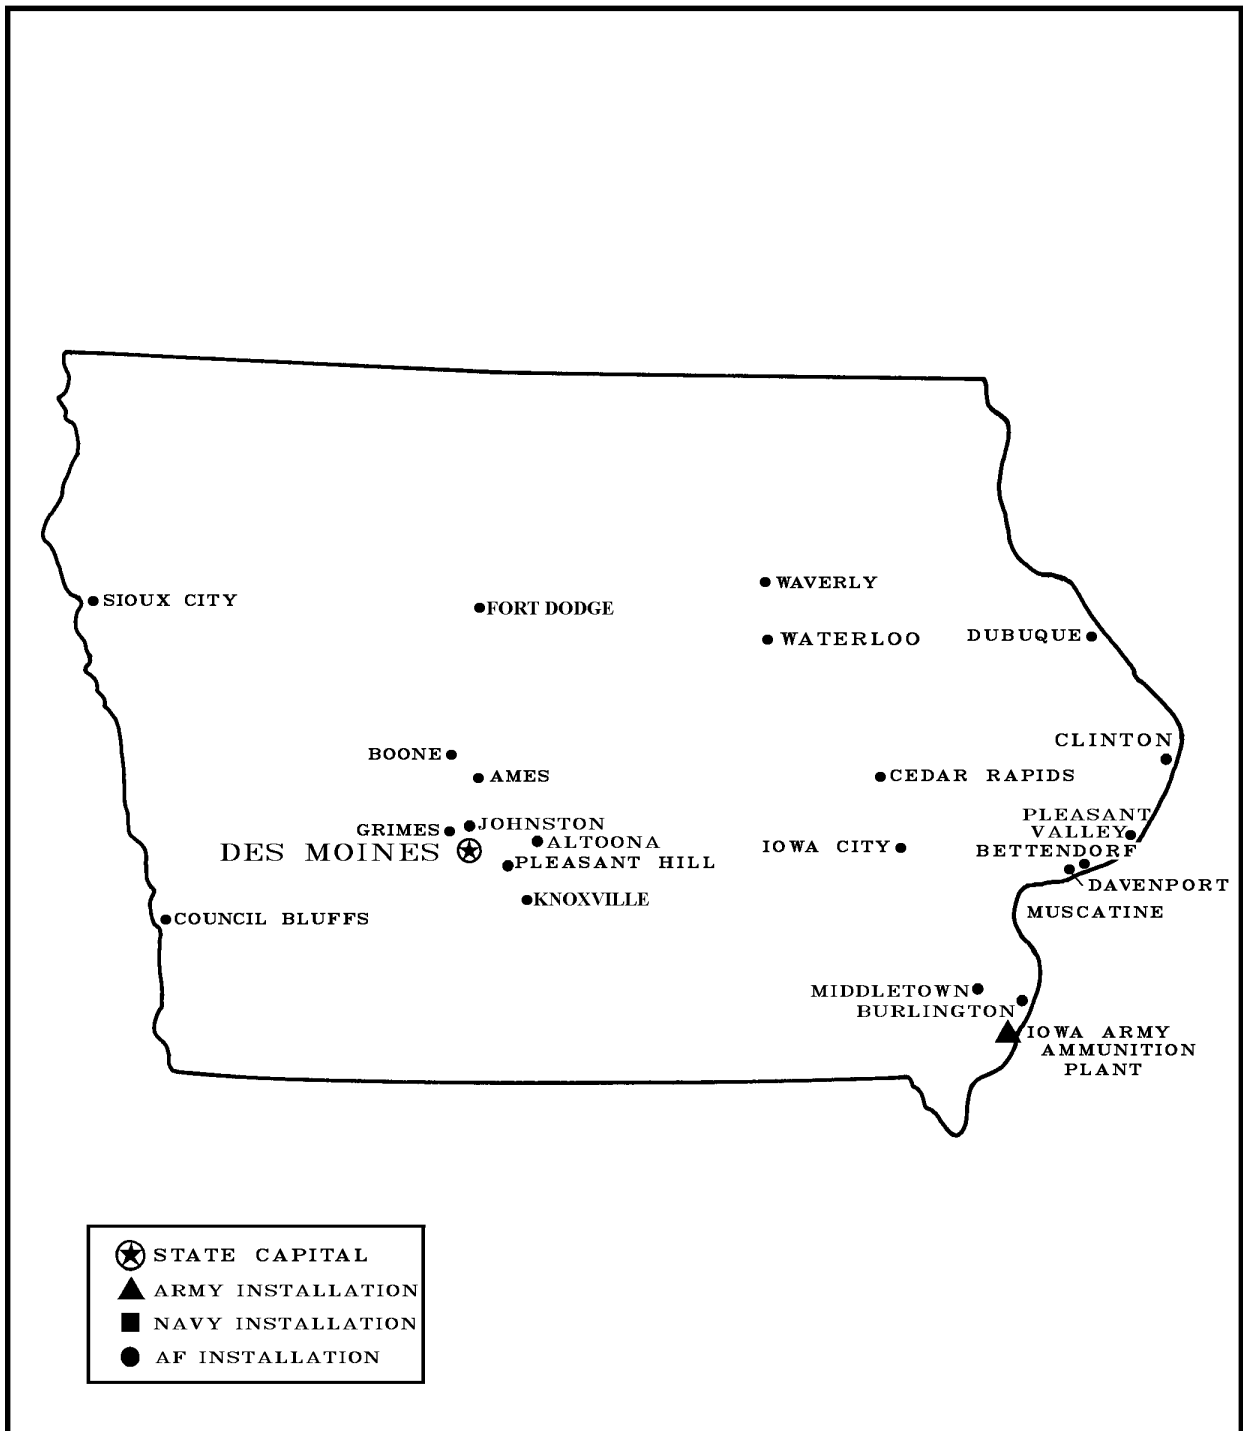 WAVERLY
SIOUX CITY
FORT DODGE
DUBUQUE
WATERLOO
CLINTON
BOONE
AMES
CEDAR RAPIDS
PLEASANT
VALLEY
JOHNSTON
GRIMES
ALTOONA
IOWA CITY
DES MOINES
BETTENDORF
PLEASANT HILL
DAVENPORT
KNOXVILLE
MUSCATINE
COUNCIL BLUFFS
MIDDLETOWN
BURLINGTON
IOWA ARMY
AMMUNITION
PLANT
STATE CAPITAL
ARMY INSTALLATION
NAVY INSTALLATION
AF INSTALLATION